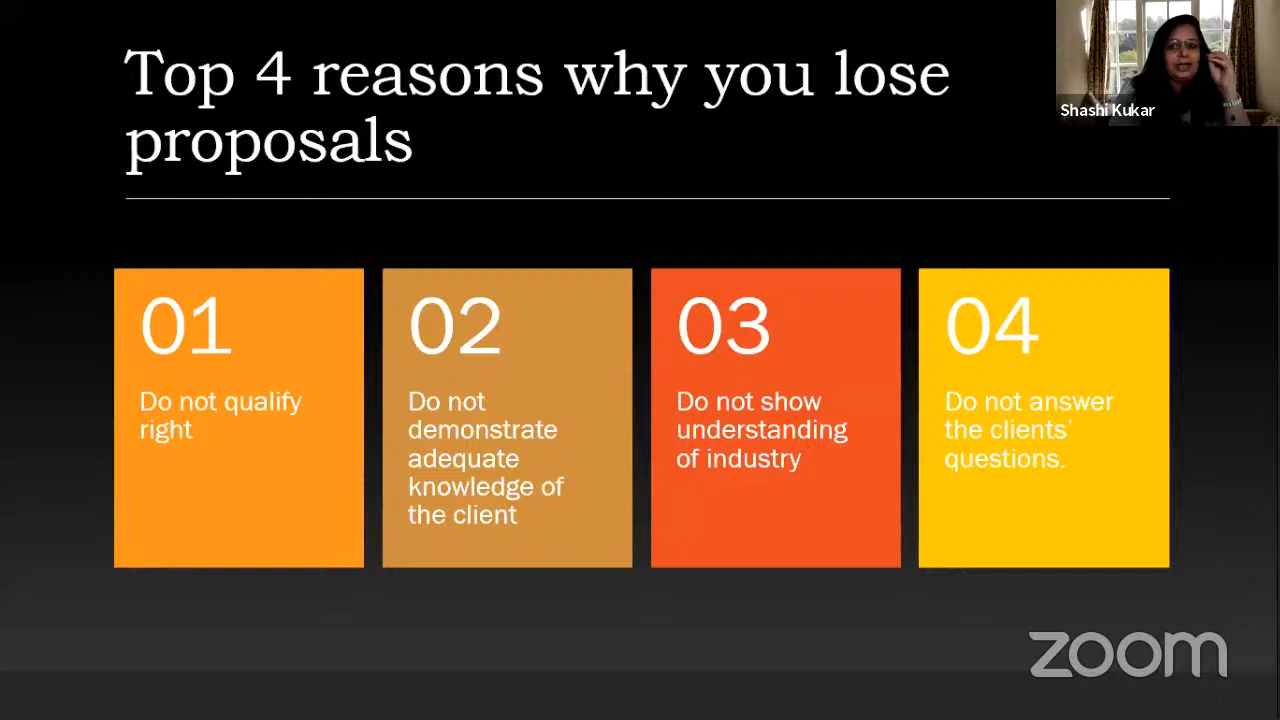 Top 4 reasons why you lose
proposals
Shashi Kukar
01
Do not qualify
right
02
Do not
demonstrate
adequate
knowledge of
the client
03
Do not show
understanding
of industry
04
Do not answer
the clients’
questions.
zoom